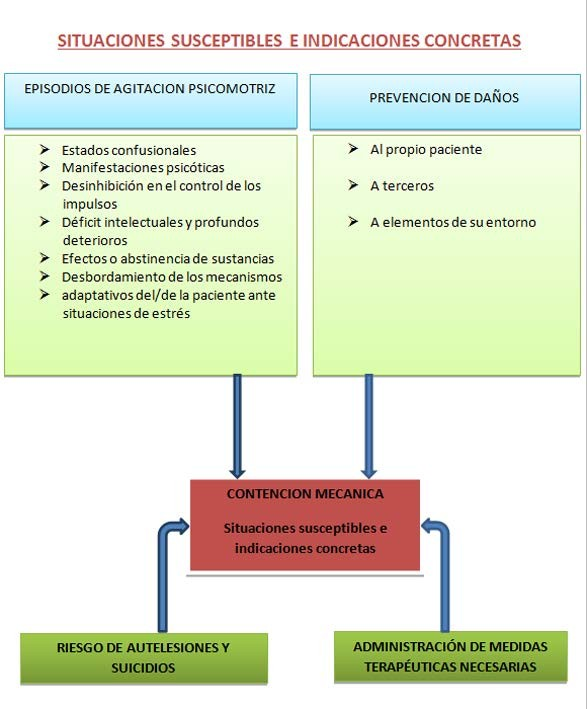 SITUACIONES SUSCEPTIBLES E INDICACIONES CONCRETAS
EPISODIOS DE AGITACION PSICOMOTRIZ
Estados confusionales
Manifestaciones psicóticas
Desinhibición en el control de los
impulsos
Déficit intelectuales y profundos
deterioros
Efectos o abstinencia de sustancias
Desbordamiento de los mecanismos
adaptativos del/de la paciente ante
situaciones de estrés
PREVENCION DE DAÑOS
Al propio paciente
A terceros
A elementos de su entorno
CONTENCION MECANICA
Situaciones susceptibles e
indicaciones concretas
RIESGO DE AUTELESIONES Y
SUICIDIOS
ADMINISTRACIÓN DE MEDIDAS
TERAPÉUTICAS NECESARIAS